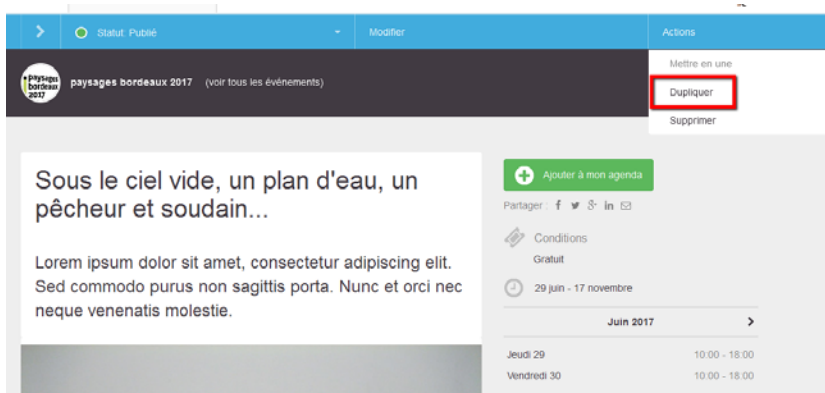 Statut: Publié
Modifier
Actions
Mettre en une
Dupliquer
Supprimer
paysages
bordeaux
2017
paysages bordeaux 2017 (voir tous les événements)
Sous le ciel vide, un plan d'eau, un
pêcheur et soudain...
Lorem ipsum dolor sit amet, consectetur adipiscing elit.
Sed commodo purus non sagittis porta. Nunc et orci nec
neque venenatis molestie.
Ajouter à mon agenda
Partager :
Conditions
Gratuit
29 juin - 17 novembre
Juin 2017
Jeudi 29 10:00 - 18:00
Vendredi 30 10:00 - 18:00